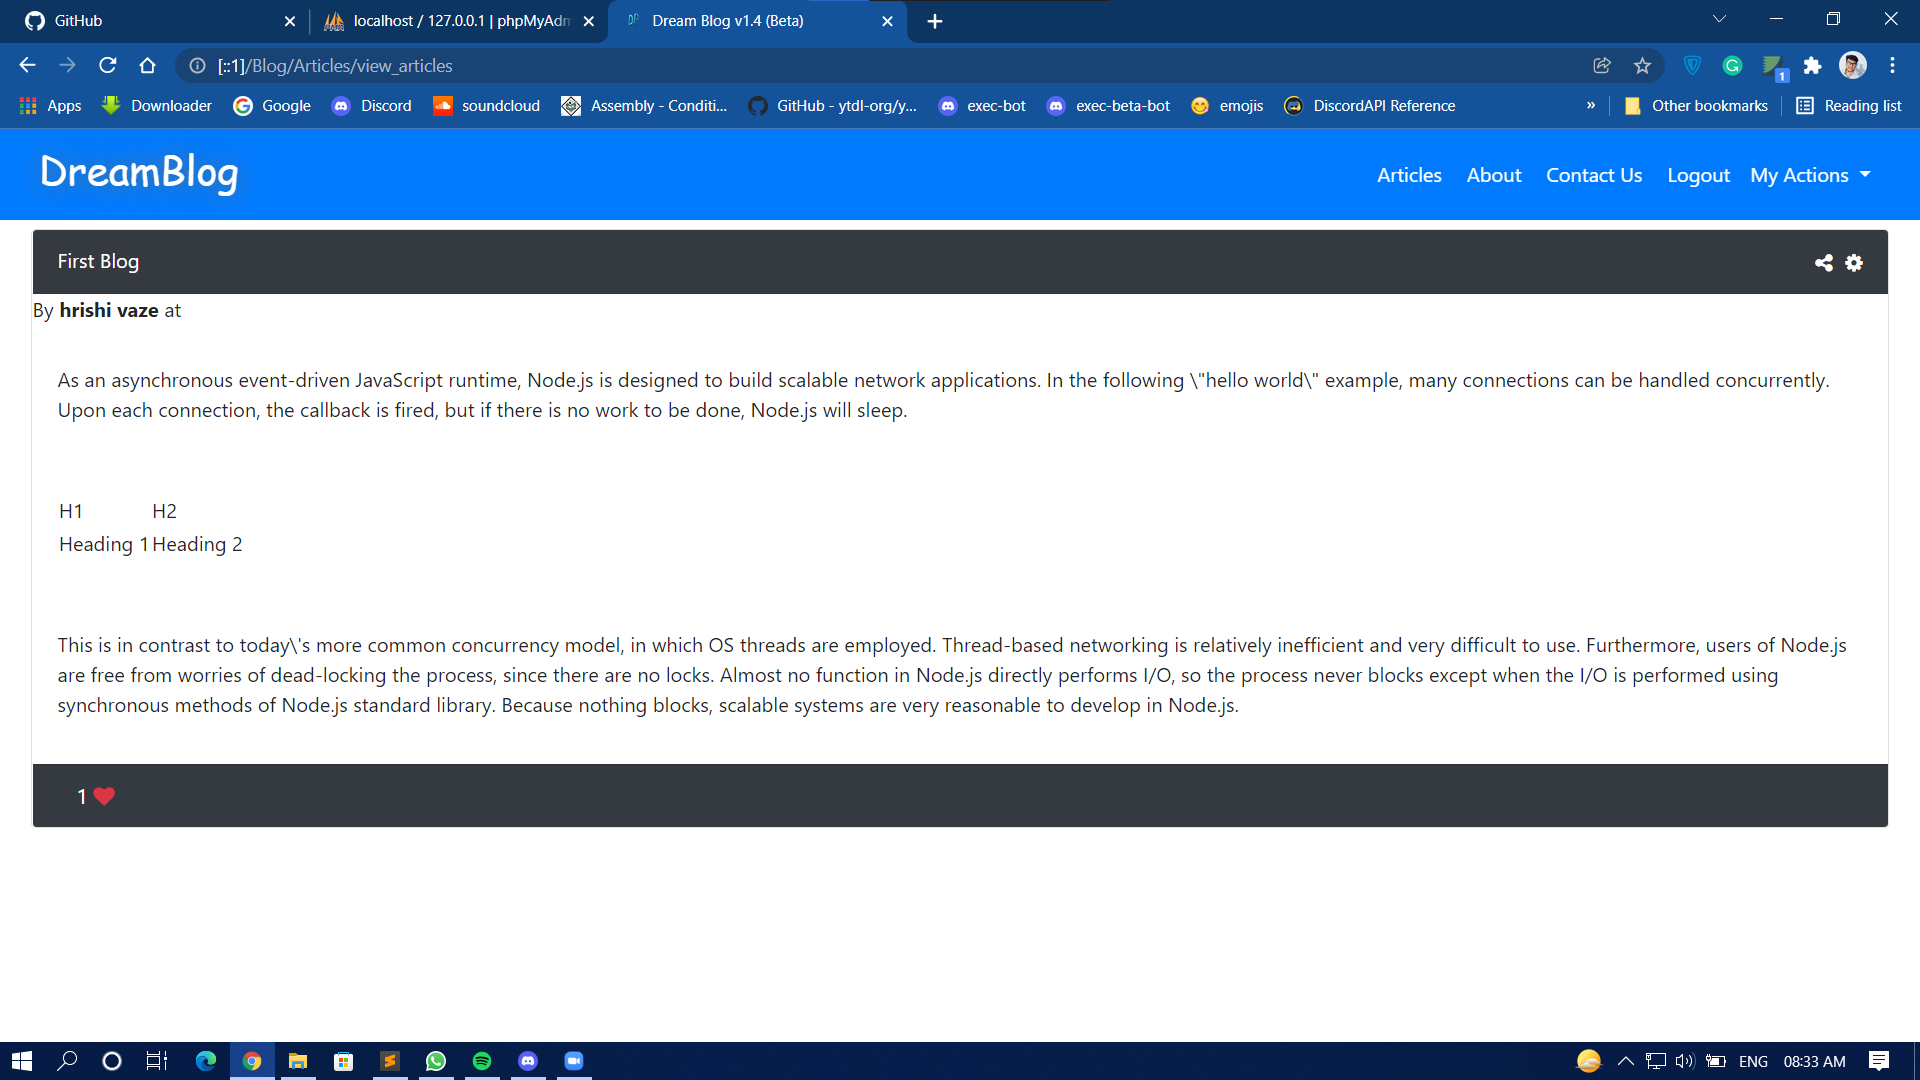 GitHub
localhost / 127.0.0.1 | phpMyAdm
Dream Blog v1.4 (Beta)
[::1]/Blog/Articles/view_articles
1
Apps
Downloader
Google
Discord
soundcloud
Assembly - Conditi...
GitHub - ytdl-org/y...
exec-bot
exec-beta-bot
emojis
DiscordAPI Reference
»
Other bookmarks
Reading list
DreamBlog
Articles
About
Contact Us
Logout
My Actions
First Blog
By hrishi vaze at
As an asynchronous event-driven JavaScript runtime, Node.js is designed to build scalable network applications. In the following \"hello world\" example, many connections can be handled concurrently.
Upon each connection, the callback is fired, but if there is no work to be done, Node.js will sleep.
H1 H2
Heading 1 Heading 2
This is in contrast to today\'s more common concurrency model, in which OS threads are employed. Thread-based networking is relatively inefficient and very difficult to use. Furthermore, users of Node.js
are free from worries of dead-locking the process, since there are no locks. Almost no function in Node.js directly performs I/O, so the process never blocks except when the I/O is performed using
synchronous methods of Node.js standard library. Because nothing blocks, scalable systems are very reasonable to develop in Node.js.
1
ENG
08:33 AM